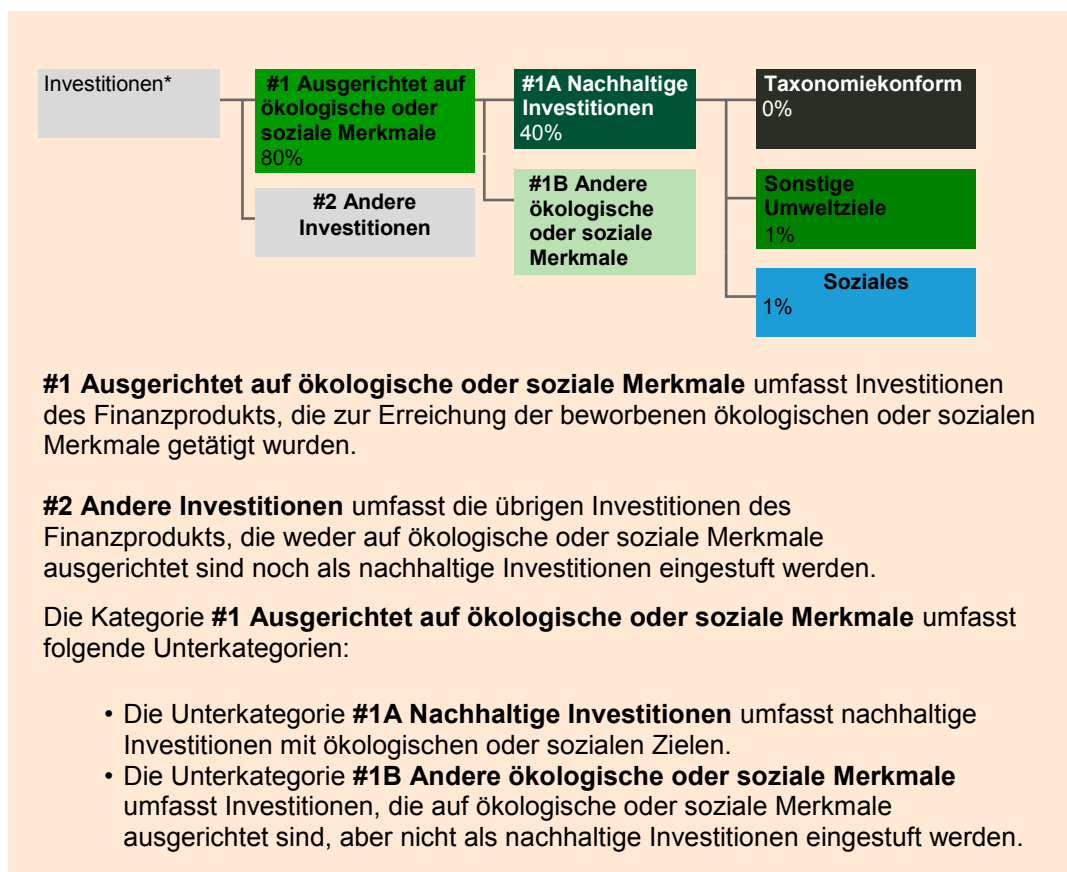 Investitionen*
#1 Ausgerichtet auf
ökologische oder
soziale Merkmale
80%
#2 Andere
Investitionen
#1A Nachhaltige
Investitionen
40%
#1B Andere
ökologische
oder soziale
Merkmale
Taxonomiekonform
0%
Sonstige
Umweltziele
1%
Soziales
1%
#1 Ausgerichtet auf ökologische oder soziale Merkmale umfasst Investitionen
des Finanzprodukts, die zur Erreichung der beworbenen ökologischen oder sozialen
Merkmale getätigt wurden.
#2 Andere Investitionen umfasst die übrigen Investitionen des
Finanzprodukts, die weder auf ökologische oder soziale Merkmale
ausgerichtet sind noch als nachhaltige Investitionen eingestuft werden.
Die Kategorie #1 Ausgerichtet auf ökologische oder soziale Merkmale umfasst
folgende Unterkategorien:
• Die Unterkategorie #1A Nachhaltige Investitionen umfasst nachhaltige
Investitionen mit ökologischen oder sozialen Zielen.
• Die Unterkategorie #1B Andere ökologische oder soziale Merkmale
umfasst Investitionen, die auf ökologische oder soziale Merkmale
ausgerichtet sind, aber nicht als nachhaltige Investitionen eingestuft werden.